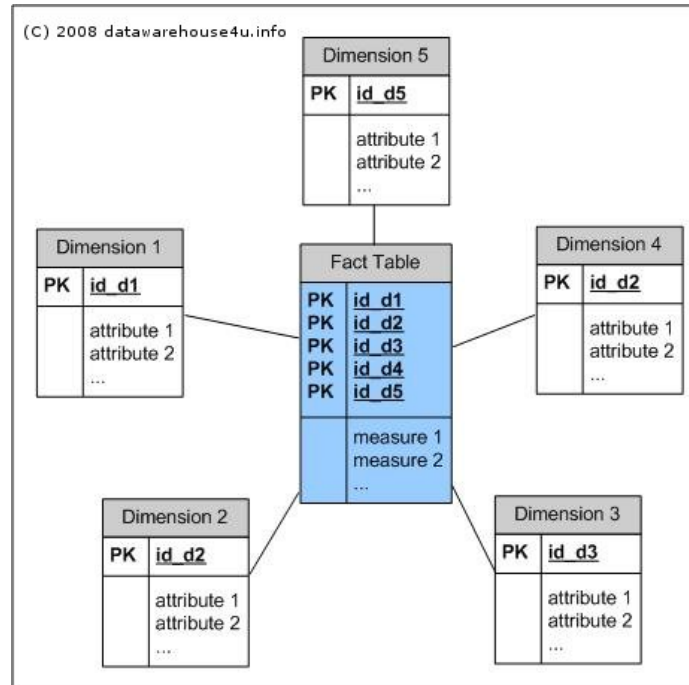 (C) 2008 datawarehouse4u.info
Dimension 5
PK id_d5
attribute 1
attribute 2
...
Dimension 1
PK id_d1
attribute 1
attribute 2
...
Fact Table
PK id_d1
PK id_d2
PK id_d3
PK id_d4
PK id_d5
measure 1
measure 2
...
Dimension 4
PK id_d2
attribute 1
attribute 2
...
Dimension 2
PK id_d2
attribute 1
attribute 2
...
Dimension 3
PK id_d3
attribute 1
attribute 2
...